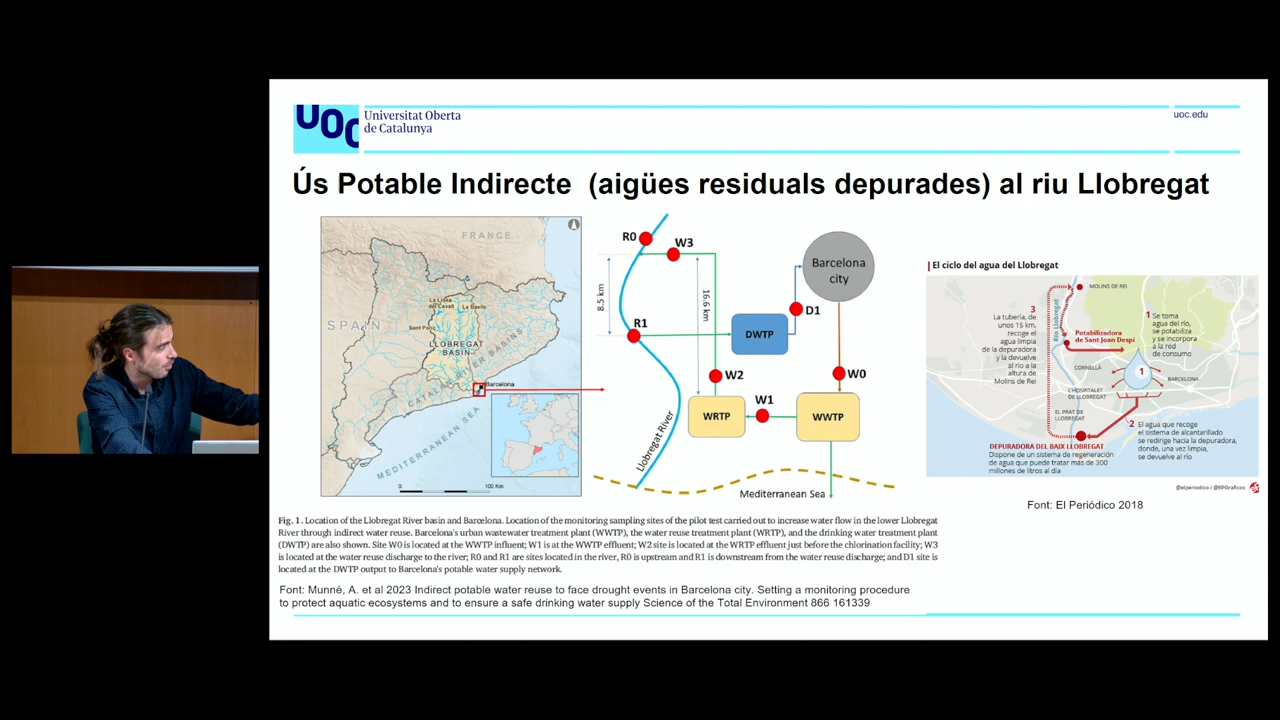 UOC
Universitat Oberta
de Catalunya
uoc.edu
Ús Potable Indirecte (aigües residuals depurades) al riu Llobregat
FRANCE
SPAIN
La Llosa
del Cavall
La Baells
Sant Ponç
LLOBREGAT
BASIN
Barcelona
MEDITERRANEAN SEA
0
100 Km
R0
W3
8.5 km
16.6 km
R1
DWTP
D1
Barcelona
city
W2
W0
W1
WRTP
WWTP
Llobregat River
Mediterranean Sea
El ciclo del agua del Llobregat
MOLINS DE REI
Río Llobregat
3
La tubería, de
unos 15 km,
recoge el
agua limpia
de la depuradora
y la devuelve
al río a la
altura de
Molins de Rei
1 Se toma
agua del río,
se potabiliza
y se incorpora
a la red
de consumo
Potabilizadora
de Sant Joan Despí
CORNELLÀ
1
BARCELONA
L'HOSPITALET
DE LLOBREGAT
EL PRAT DE
LLOBREGAT
2 El agua que recoge
el sistema de alcantarillado
se redirige hacia la depuradora,
donde, una vez limpia,
se devuelve al río
DEPURADORA DEL BAIX LLOBREGAT
Dispone de un sistema de regeneración
de agua que puede tratar más de 300
millones de litros al día
@elperiodico / @EPGraficos
Font: El Periódico 2018
Fig. 1. Location of the Llobregat River basin and Barcelona. Location of the monitoring sampling sites of the pilot test carried out to increase water flow in the lower Llobregat
River through indirect water reuse. Barcelona's urban wastewater treatment plant (WWTP), the water reuse treatment plant (WRTP), and the drinking water treatment plant
(DWTP) are also shown. Site W0 is located at the WWTP influent; W1 is at the WWTP effluent; W2 site is located at the WRTP effluent just before the chlorination facility; W3
is located at the water reuse discharge to the river; R0 and R1 are sites located in the river, R0 is upstream and R1 is downstream from the water reuse discharge; and D1 site is
located at the DWTP output to Barcelona's potable water supply network.
Font: Munné, A. et al 2023 Indirect potable water reuse to face drought events in Barcelona city. Setting a monitoring procedure
to protect aquatic ecosystems and to ensure a safe drinking water supply Science of the Total Environment 866 161339